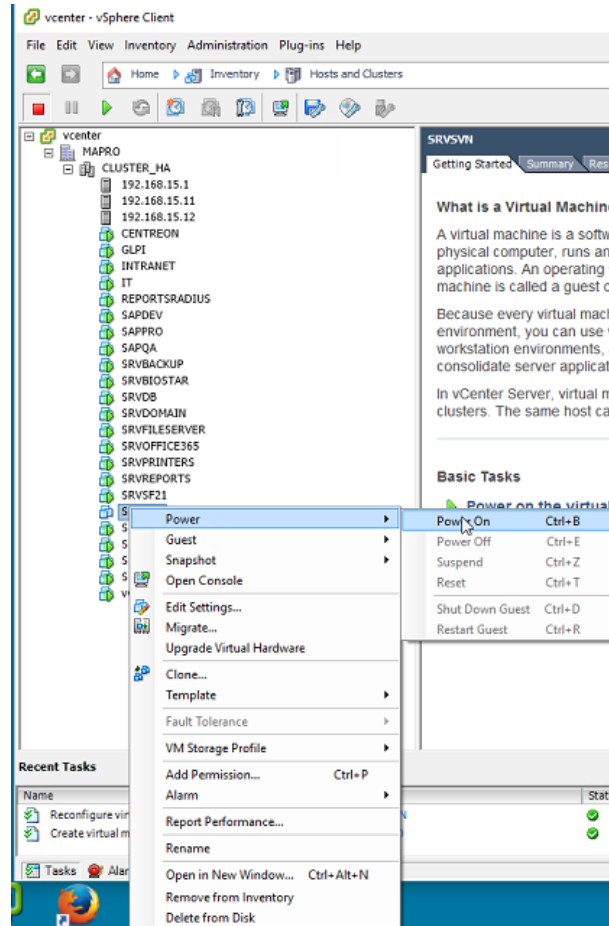 vcenter - vSphere Client
File Edit View Inventory Administration Plug-ins Help
Home Inventory Hosts and Clusters
vcenter
MAPRO
CLUSTER_HA
192.168.15.1
192.168.15.11
192.168.15.12
CENTREON
GLPI
INTRANET
IT
REPORTSRADIUS
SAPDEV
SAPPRO
SAPQA
SRVBACKUP
SRVBIOSTAR
SRVDB
SRVDOMAIN
SRVFILESERVER
SRVOFFICE365
SRVPRINTERS
SRVREPORTS
SRVSF21
S
S
S
S
S
SRVSVN
Getting Started Summary Res
What is a Virtual Machine
A virtual machine is a softw
physical computer, runs an
applications. An operating
machine is called a guest o
Because every virtual mach
environment, you can use
workstation environments,
consolidate server applicat
In vCenter Server, virtual m
clusters. The same host ca
Basic Tasks
Power on the virtual
Power
Guest
Snapshot
Open Console
Edit Settings...
Migrate...
Upgrade Virtual Hardware
Clone...
Template
Fault Tolerance
VM Storage Profile
Add Permission... Ctrl+P
Alarm
Report Performance...
Rename
Open in New Window... Ctrl+Alt+N
Remove from Inventory
Delete from Disk
Power On Ctrl+B
Power Off Ctrl+E
Suspend Ctrl+Z
Reset Ctrl+T
Shut Down Guest Ctrl+D
Restart Guest Ctrl+R
Recent Tasks
Name Stat
Reconfigure vir
Create virtual m
Tasks Alar